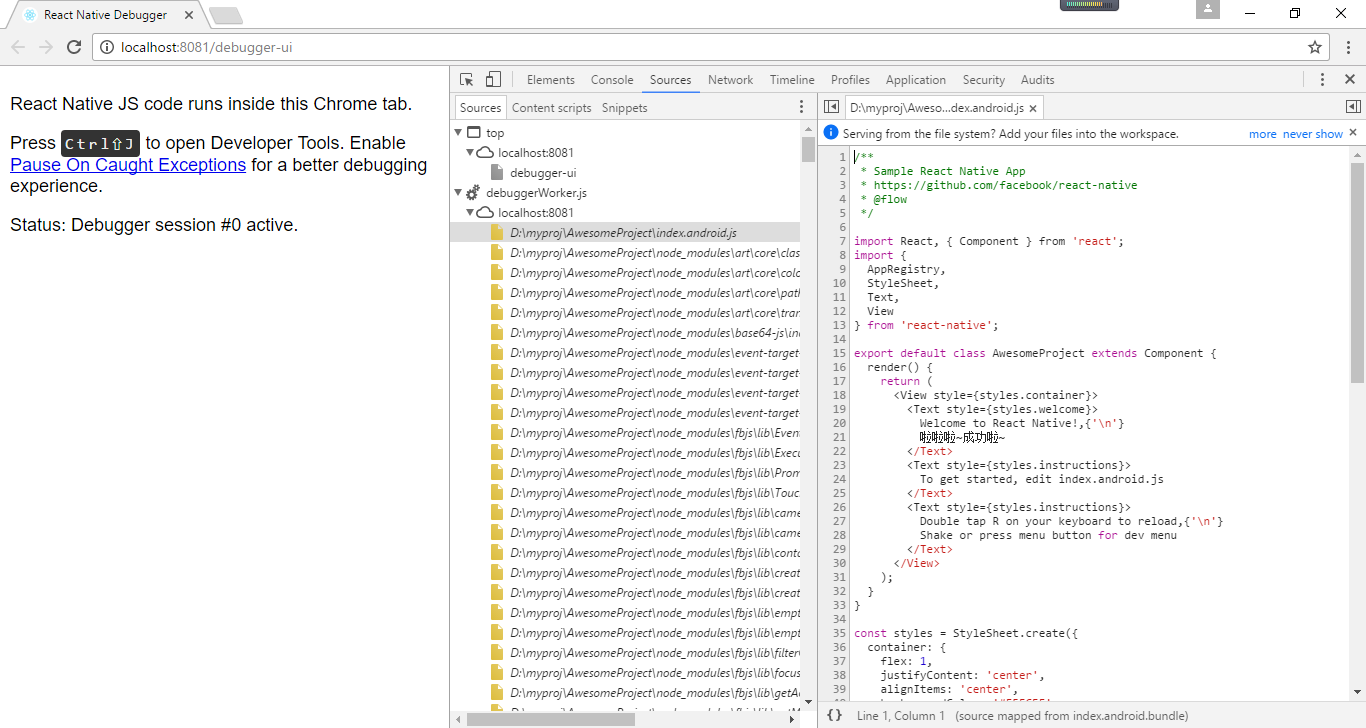 React Native Debugger
localhost:8081/debugger-ui
React Native JS code runs inside this Chrome tab.
Press Ctrl⇧J to open Developer Tools. Enable
Pause On Caught Exceptions for a better debugging
experience.
Status: Debugger session #0 active.
Elements Console Sources Network Timeline Profiles Application Security Audits
Sources Content scripts Snippets
top
localhost:8081
debugger-ui
debuggerWorker.js
localhost:8081
D:\myproj\AwesomeProject\index.android.js
D:\myproj\AwesomeProject\node_modules\art\core\clas
D:\myproj\AwesomeProject\node_modules\art\core\colo
D:\myproj\AwesomeProject\node_modules\art\core\path
D:\myproj\AwesomeProject\node_modules\art\core\tran
D:\myproj\AwesomeProject\node_modules\base64-js\ind
D:\myproj\AwesomeProject\node_modules\event-target-
D:\myproj\AwesomeProject\node_modules\event-target-
D:\myproj\AwesomeProject\node_modules\event-target-
D:\myproj\AwesomeProject\node_modules\event-target-
D:\myproj\AwesomeProject\node_modules\fbjs\lib\Event
D:\myproj\AwesomeProject\node_modules\fbjs\lib\Execu
D:\myproj\AwesomeProject\node_modules\fbjs\lib\Prom
D:\myproj\AwesomeProject\node_modules\fbjs\lib\Touc
D:\myproj\AwesomeProject\node_modules\fbjs\lib\came
D:\myproj\AwesomeProject\node_modules\fbjs\lib\came
D:\myproj\AwesomeProject\node_modules\fbjs\lib\conta
D:\myproj\AwesomeProject\node_modules\fbjs\lib\creat
D:\myproj\AwesomeProject\node_modules\fbjs\lib\creat
D:\myproj\AwesomeProject\node_modules\fbjs\lib\empt
D:\myproj\AwesomeProject\node_modules\fbjs\lib\empt
D:\myproj\AwesomeProject\node_modules\fbjs\lib\filter
D:\myproj\AwesomeProject\node_modules\fbjs\lib\focus
D:\myproj\AwesomeProject\node_modules\fbjs\lib\getA
D:\myproj\Aweso...dex.android.js
Serving from the file system? Add your files into the workspace. more never show
1 /**
2 * Sample React Native App
3 * https://github.com/facebook/react-native
4 * @flow
5 */
6
7 import React, { Component } from 'react';
8 import {
9 AppRegistry,
10 StyleSheet,
11 Text,
12 View
13 } from 'react-native';
14
15 export default class AwesomeProject extends Component {
16 render() {
17 return (
18 <View style={styles.container}>
19 <Text style={styles.welcome}>
20 Welcome to React Native!,{'\n'}
21 啦啦啦~成功啦~
22 </Text>
23 <Text style={styles.instructions}>
24 To get started, edit index.android.js
25 </Text>
26 <Text style={styles.instructions}>
27 Double tap R on your keyboard to reload,{'\n'}
28 Shake or press menu button for dev menu
29 </Text>
30 </View>
31 );
32 }
33 }
34
35 const styles = StyleSheet.create({
36 container: {
37 flex: 1,
38 justifyContent: 'center',
39 alignItems: 'center',
{} Line 1, Column 1 (source mapped from index.android.bundle)